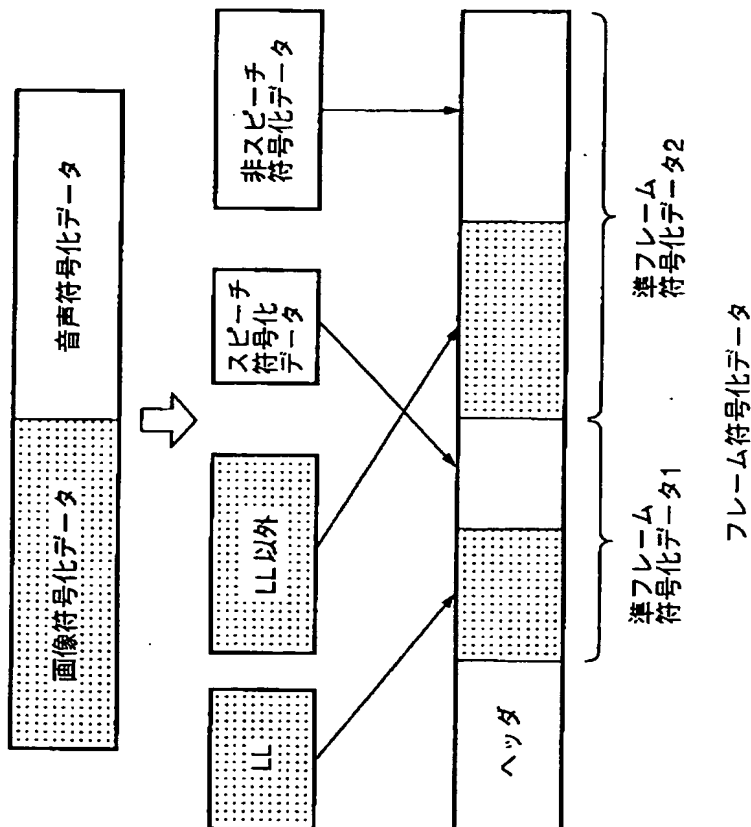 画像符号化データ
音声符号化データ
LL
LL以外
スピーチ
符号化
データ
非スピーチ
符号化データ
ヘッダ
準フレーム
符号化データ1
準フレーム
符号化データ2
フレーム符号化データ